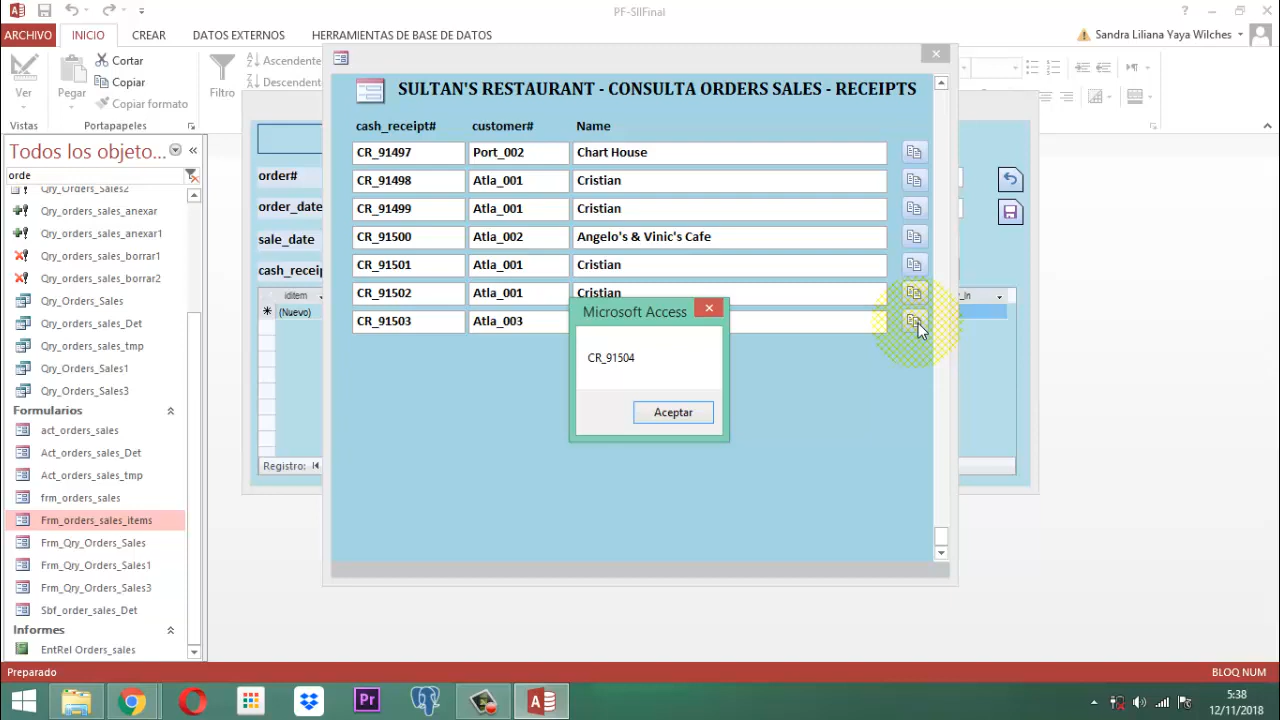 PF-SIIFinal
?
ARCHIVO INICIO CREAR DATOS EXTERNOS HERRAMIENTAS DE BASE DE DATOS Sandra Liliana Yaya Wilches
Ver
Vistas
Pegar
Cortar
Copiar
Copiar formato
Portapapeles
Filtro
Ascendente
Descendent
Todos los objeto...
orde
Qry_Orders_Sales2
Qry_orders_sales_anexar
Qry_orders_sales_anexar1
Qry_orders_sales_borrar1
Qry_orders_sales_borrar2
Qry_Orders_Sales
Qry_orders_sales_Det
Qry_orders_sales_tmp
Qry_Orders_Sales1
Qry_Orders_Sales3
Formularios
act_orders_sales
Act_orders_sales_Det
Act_orders_sales_tmp
frm_orders_sales
Frm_orders_sales_items
Frm_Qry_Orders_Sales
Frm_Qry_Orders_Sales1
Frm_Qry_Orders_Sales3
Sbf_order_sales_Det
Informes
EntRel Orders_sales
order#
order_date
sale_date
cash_receip
iditem
(Nuevo)
Registro:
SULTAN'S RESTAURANT - CONSULTA ORDERS SALES - RECEIPTS
cash_receipt# customer# Name
CR_91497 Port_002 Chart House
CR_91498 Atla_001 Cristian
CR_91499 Atla_001 Cristian
CR_91500 Atla_002 Angelo's & Vinic's Cafe
CR_91501 Atla_001 Cristian
CR_91502 Atla_001 Cristian
CR_91503 Atla_003
Microsoft Access
CR_91504
Aceptar
Preparado BLOQ NUM
Pr
5:38
12/11/2018